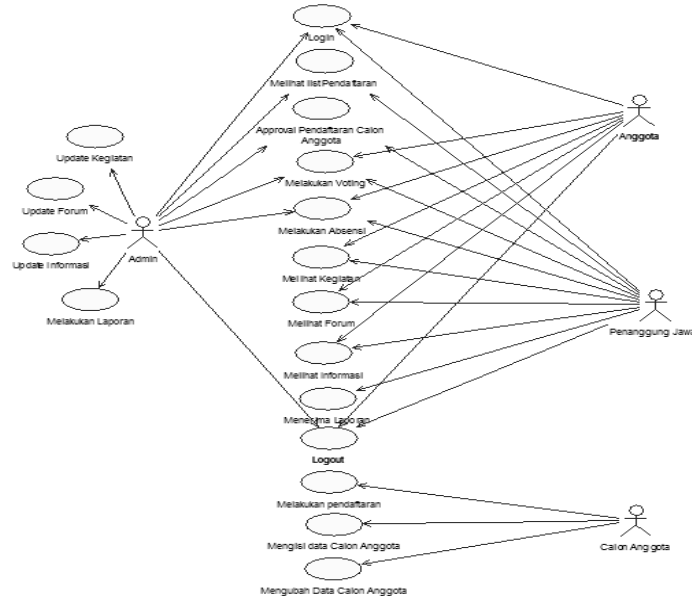 Login
Melihat list Pendaftaran
Approval Pendaftaran Calon
Anggota
Anggota
Update Kegiatan
Melakukan Voting
Update Forum
Melakukan Absensi
Admin
Update Informasi
Melihat Kegiatan
Melakukan Laporan
Melihat Forum
Penanggung Jawa
Melihat Informasi
Menerima Laporan
Logout
Melakukan pendaftaran
Mengisi data Calon Anggota
Calon Anggota
Mengubah Data Calon Anggota